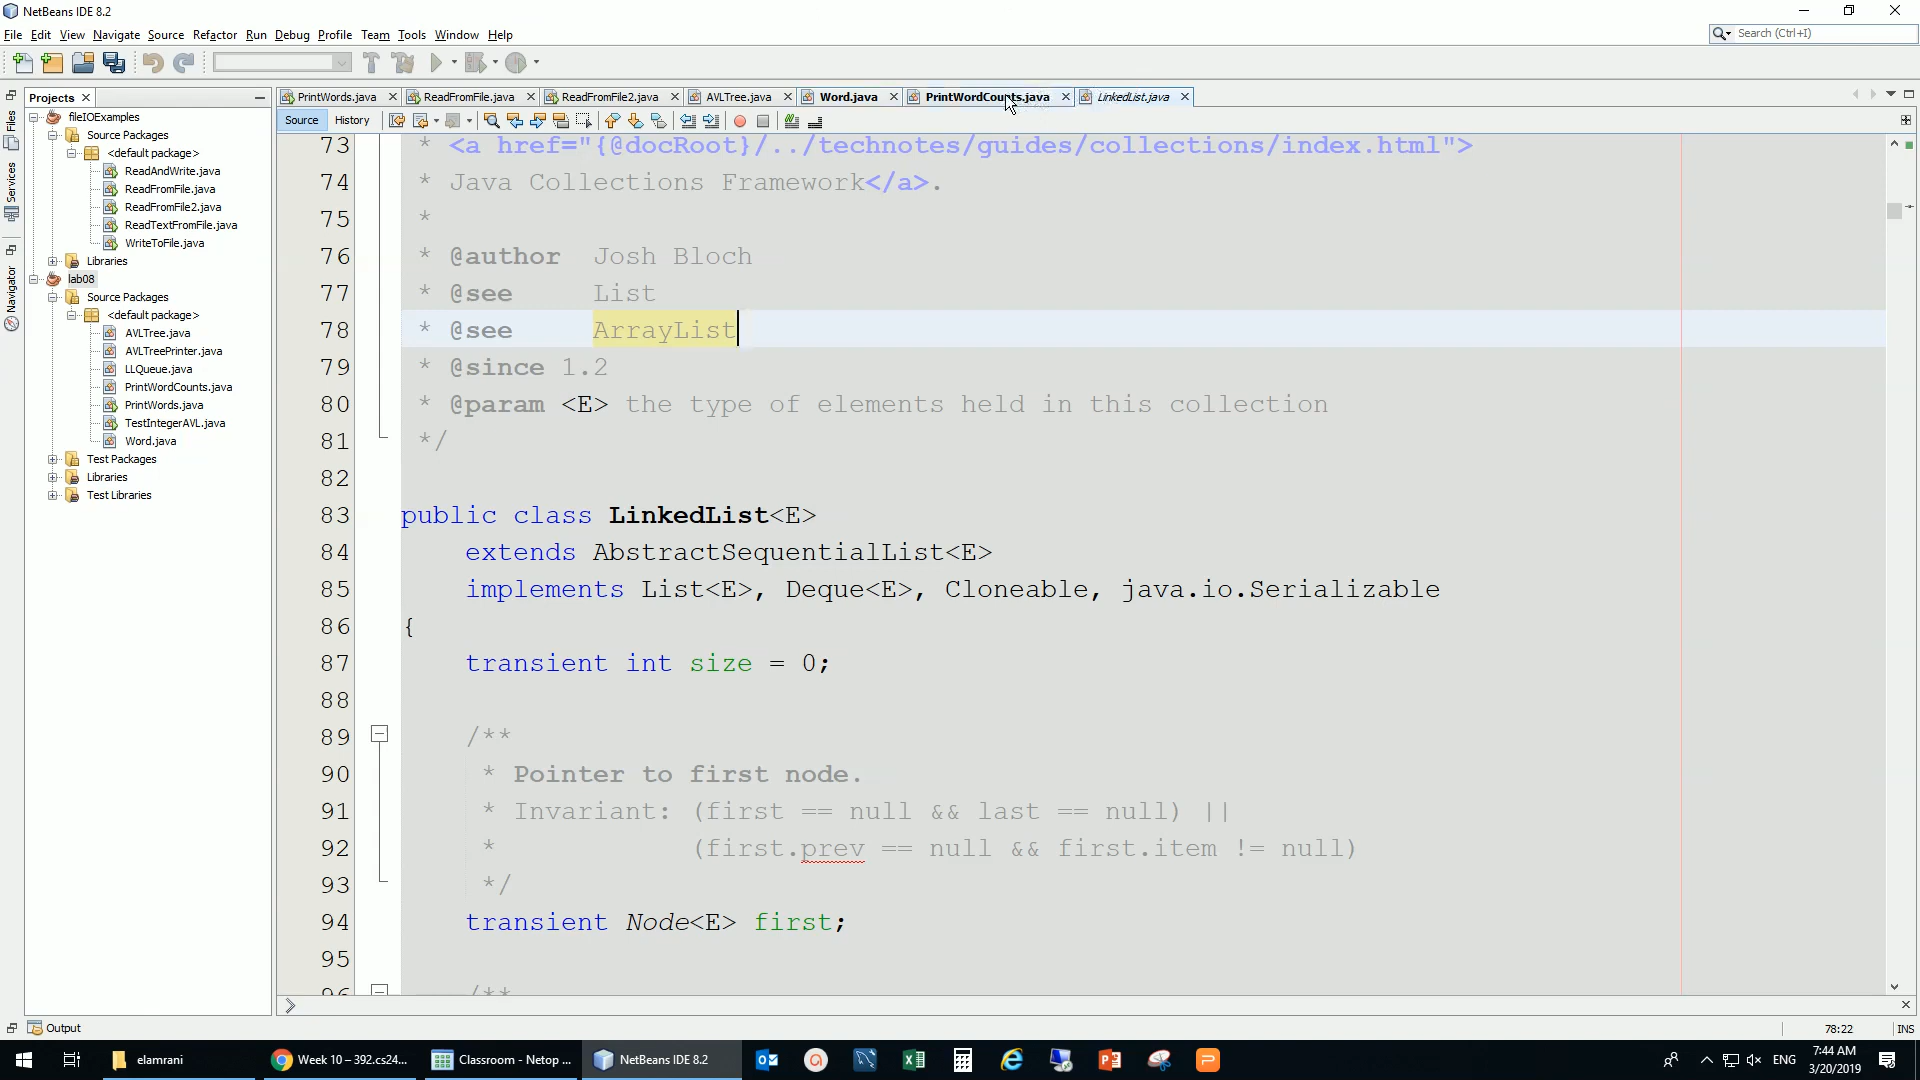 NetBeans IDE 8.2
File Edit View Navigate Source Refactor Run Debug Profile Team Tools Window Help
Search (Ctrl+I)
Projects
PrintWords.java
ReadFromFile.java
ReadFromFile2.java
AVLTree.java
Word.java
PrintWordCounts.java
LinkedList.java
Source History
Files
Services
Navigator
fileIOExamples
Source Packages
<default package>
ReadAndWrite.java
ReadFromFile.java
ReadFromFile2.java
ReadTextFromFile.java
WriteToFile.java
Libraries
lab08
Source Packages
<default package>
AVLTree.java
AVLTreePrinter.java
LLQueue.java
PrintWordCounts.java
PrintWords.java
TestIntegerAVL.java
Word.java
Test Packages
Libraries
Test Libraries
73 * <a href="{@docRoot}/../technotes/guides/collections/index.html">
74 * Java Collections Framework</a>.
75 *
76 * @author Josh Bloch
77 * @see List
78 * @see ArrayList
79 * @since 1.2
80 * @param <E> the type of elements held in this collection
81 */
82
83 public class LinkedList<E>
84 extends AbstractSequentialList<E>
85 implements List<E>, Deque<E>, Cloneable, java.io.Serializable
86 {
87 transient int size = 0;
88
89 /**
90 * Pointer to first node.
91 * Invariant: (first == null && last == null) ||
92 * (first.prev == null && first.item != null)
93 */
94 transient Node<E> first;
95
96 /**
Output
78:22 INS
elamrani
Week 10 – 392.cs24...
Classroom - Netop ...
NetBeans IDE 8.2
ENG
7:44 AM
3/20/2019